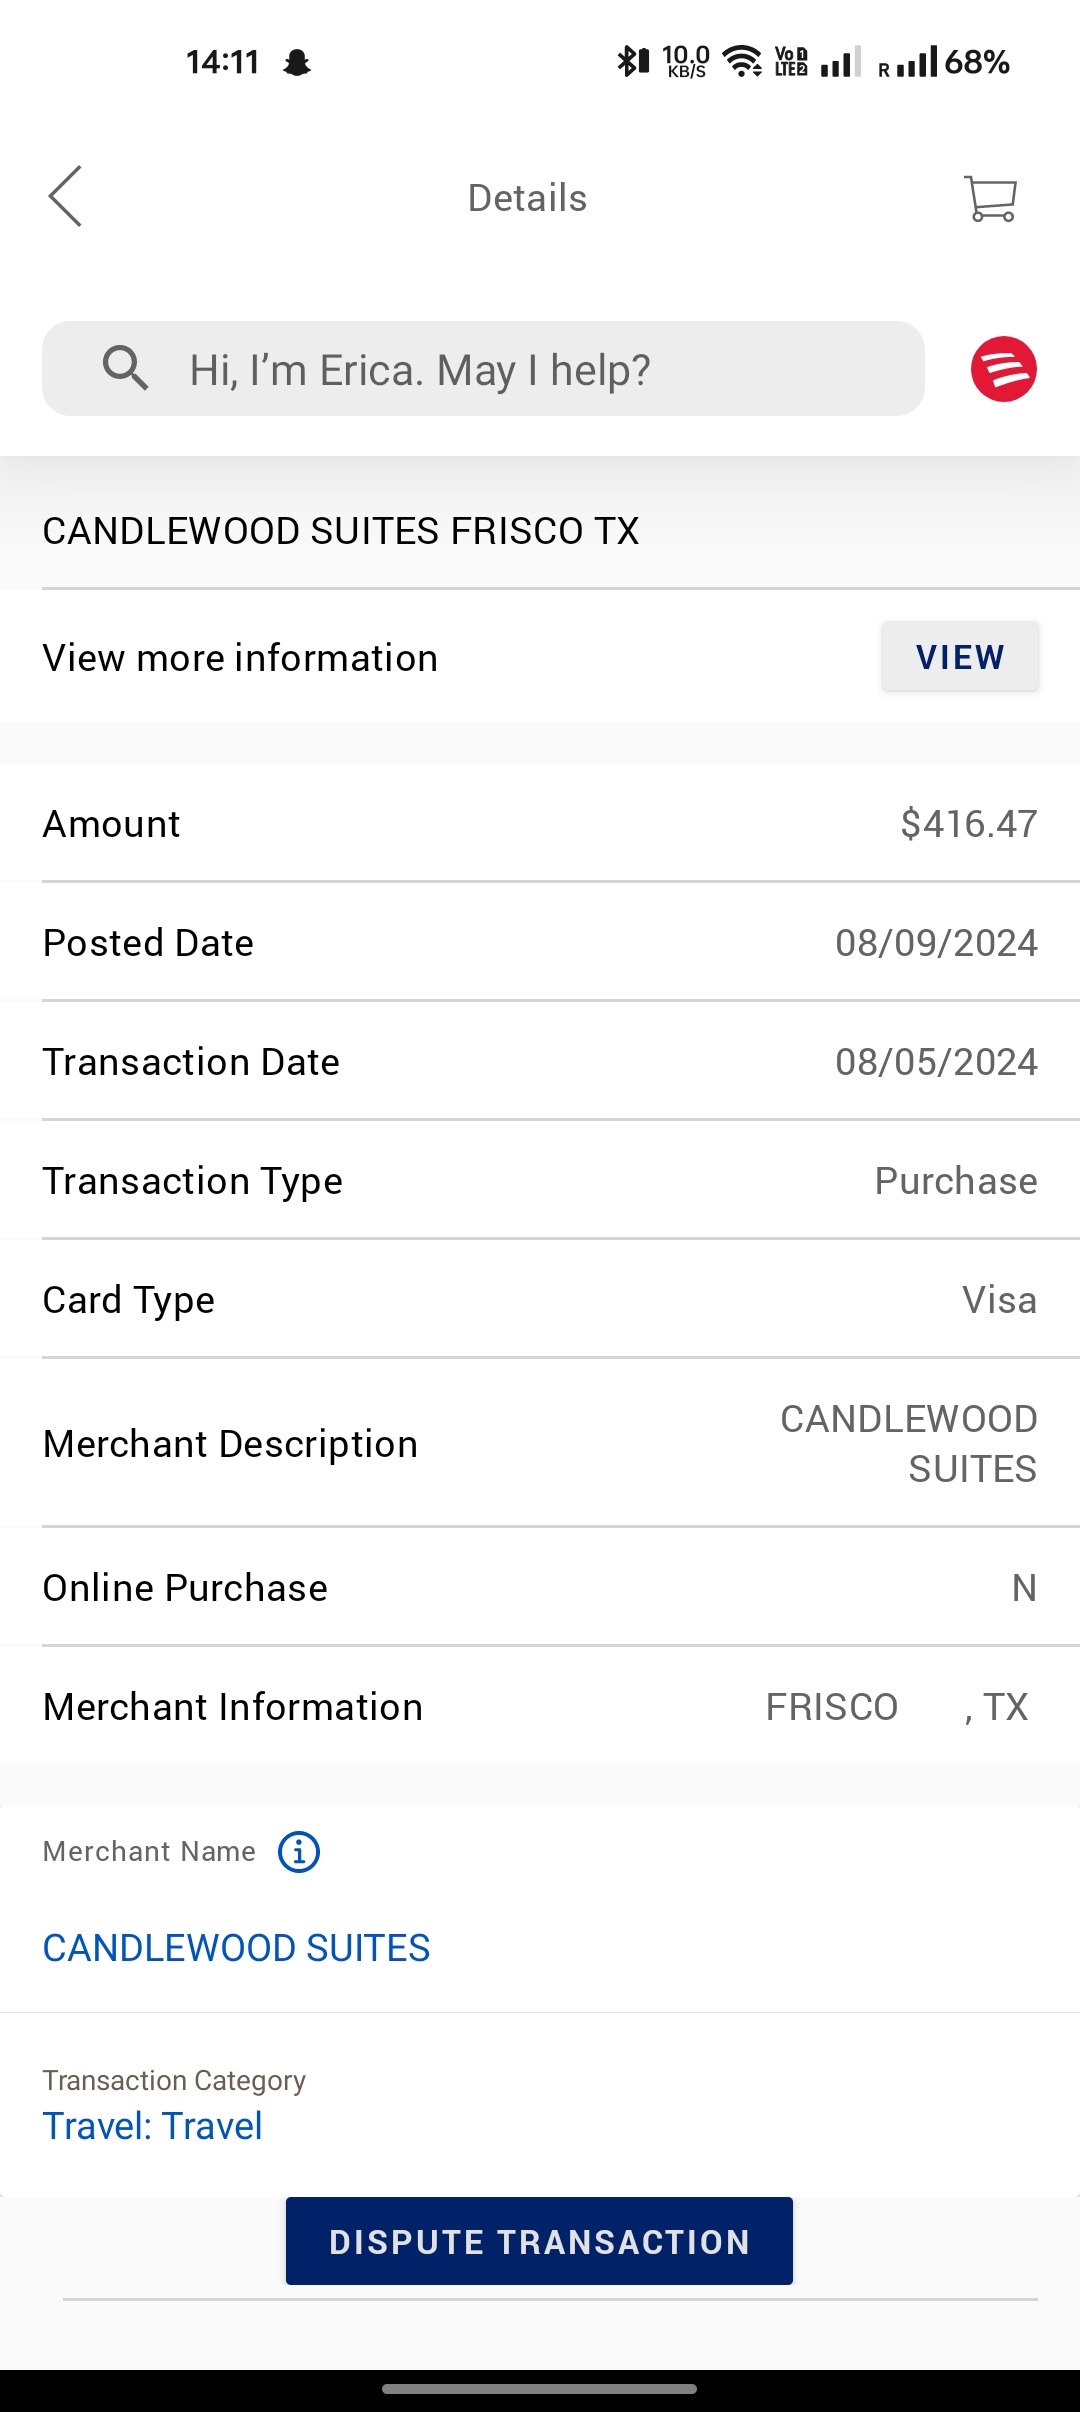 14:11
10.0 KB/S Vo 1 LTE 2 R 68%
Details
Hi, I’m Erica. May I help?
CANDLEWOOD SUITES FRISCO TX
View more information VIEW
Amount $416.47
Posted Date 08/09/2024
Transaction Date 08/05/2024
Transaction Type Purchase
Card Type Visa
Merchant Description CANDLEWOOD
SUITES
Online Purchase N
Merchant Information FRISCO , TX
Merchant Name i
CANDLEWOOD SUITES
Transaction Category
Travel: Travel
DISPUTE TRANSACTION